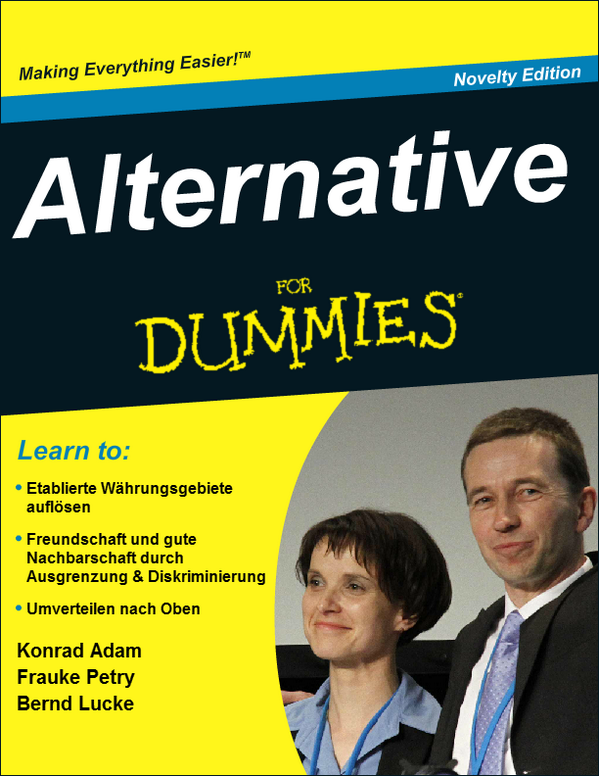 Making Everything Easier!™
Novelty Edition
Alternative
FOR
DUMMIES®
Learn to:
• Etablierte Währungsgebiete
auflösen
• Freundschaft und gute
Nachbarschaft durch
Ausgrenzung & Diskriminierung
• Umverteilen nach Oben
Konrad Adam
Frauke Petry
Bernd Lucke